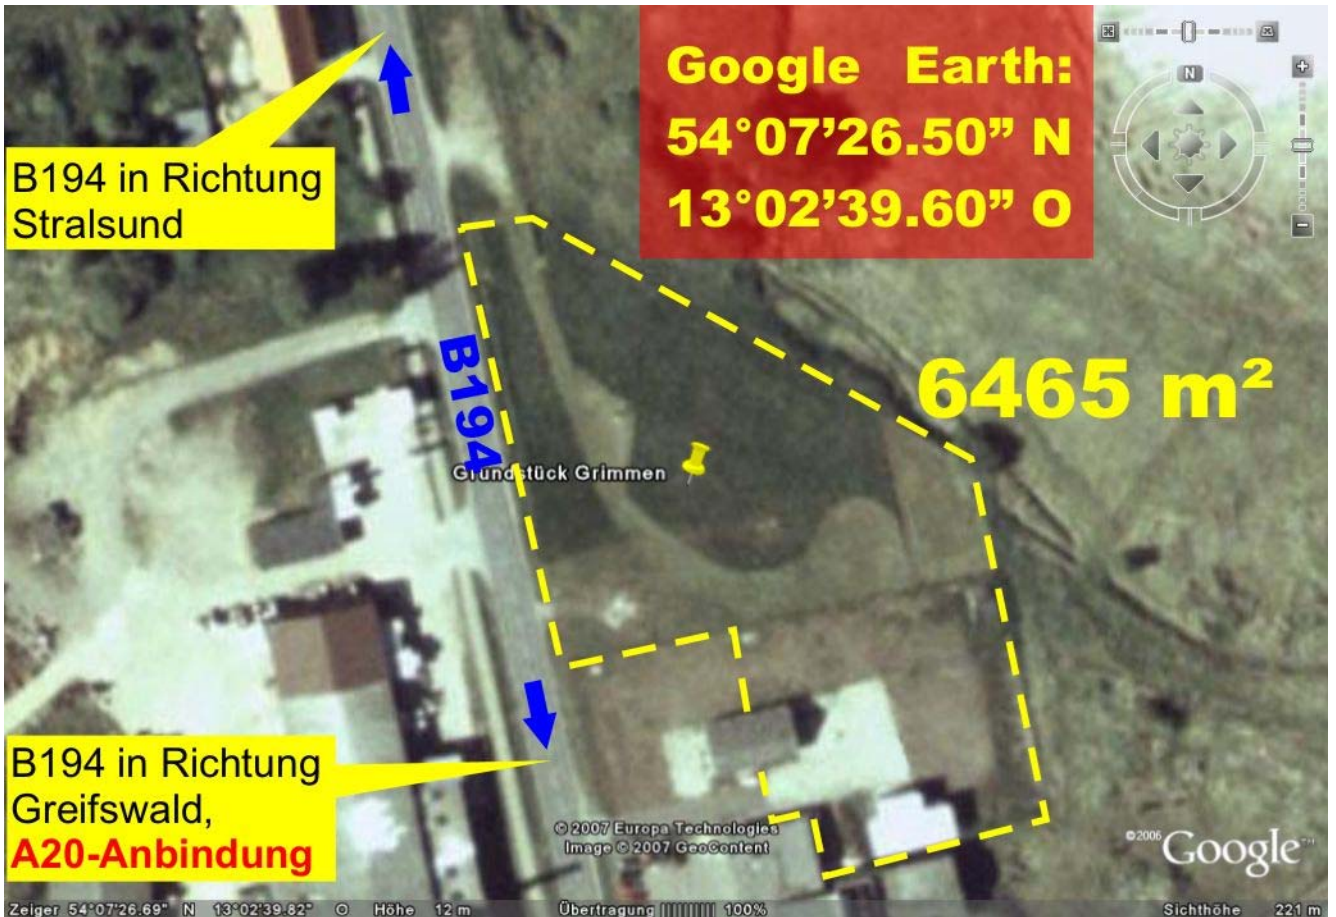 Google Earth:
54°07’26.50” N
13°02’39.60” O
N
B194 in Richtung
Stralsund
6465 m²
B194
Grundstück Grimmen
B194 in Richtung
Greifswald,
A20-Anbindung
© 2007 Europa Technologies
Image © 2007 GeoContent
©2006 Google™
Zeiger 54°07'26.69" N 13°02'39.82" O Höhe 12 m Übertragung |||||||||| 100% Sichthöhe 221 m